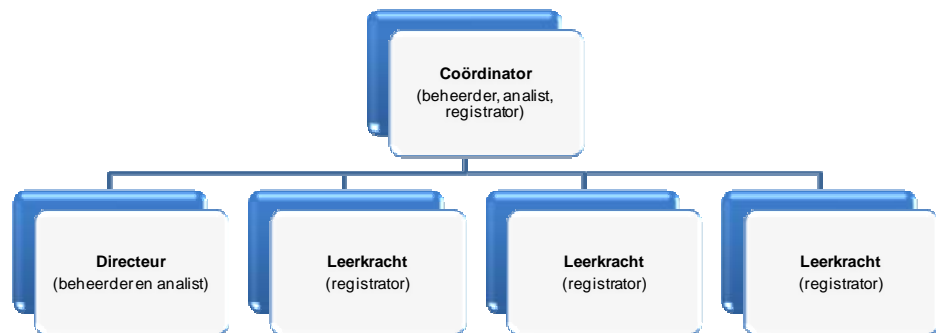 Coördinator
(beheerder, analist,
registrator)
Directeur
(beheerder en analist)
Leerkracht
(registrator)
Leerkracht
(registrator)
Leerkracht
(registrator)